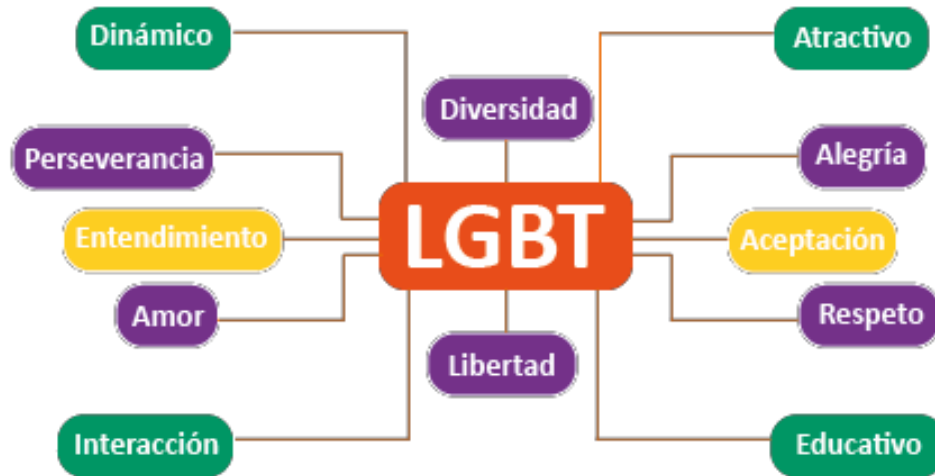 Dinámico
Atractivo
Diversidad
Perseverancia
Alegría
LGBT
Entendimiento
Aceptación
Amor
Respeto
Libertad
Interacción
Educativo